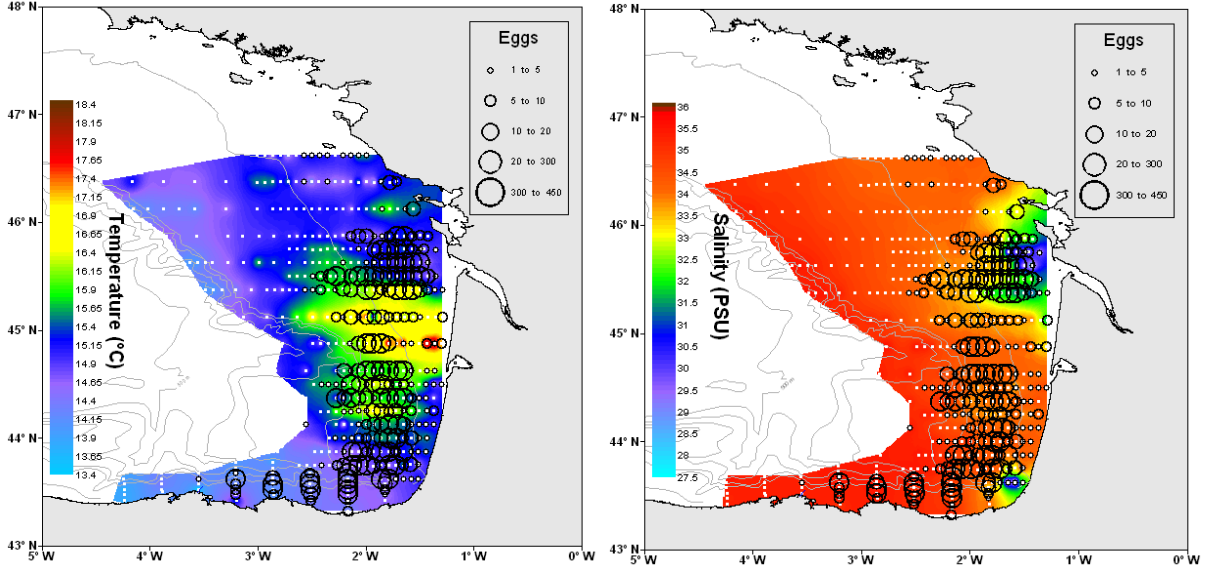 48° N
47° N
46° N
45° N
44° N
43° N
5° W
4° W
3° W
2° W
1° W
0° W
Eggs
1 to 5
5 to 10
10 to 20
20 to 300
300 to 450
Temperature (°C)
18.4
18.15
17.9
17.65
17.4
17.15
16.9
16.65
16.4
16.15
15.9
15.65
15.4
15.15
14.9
14.65
14.4
14.15
13.9
13.65
13.4
48° N
47° N
46° N
45° N
44° N
43° N
5° W
4° W
3° W
2° W
1° W
0° W
Eggs
1 to 5
5 to 10
10 to 20
20 to 300
300 to 450
Salinity (PSU)
36
35.5
35
34.5
34
33.5
33
32.5
32
31.5
31
30.5
30
29.5
29
28.5
28
27.5